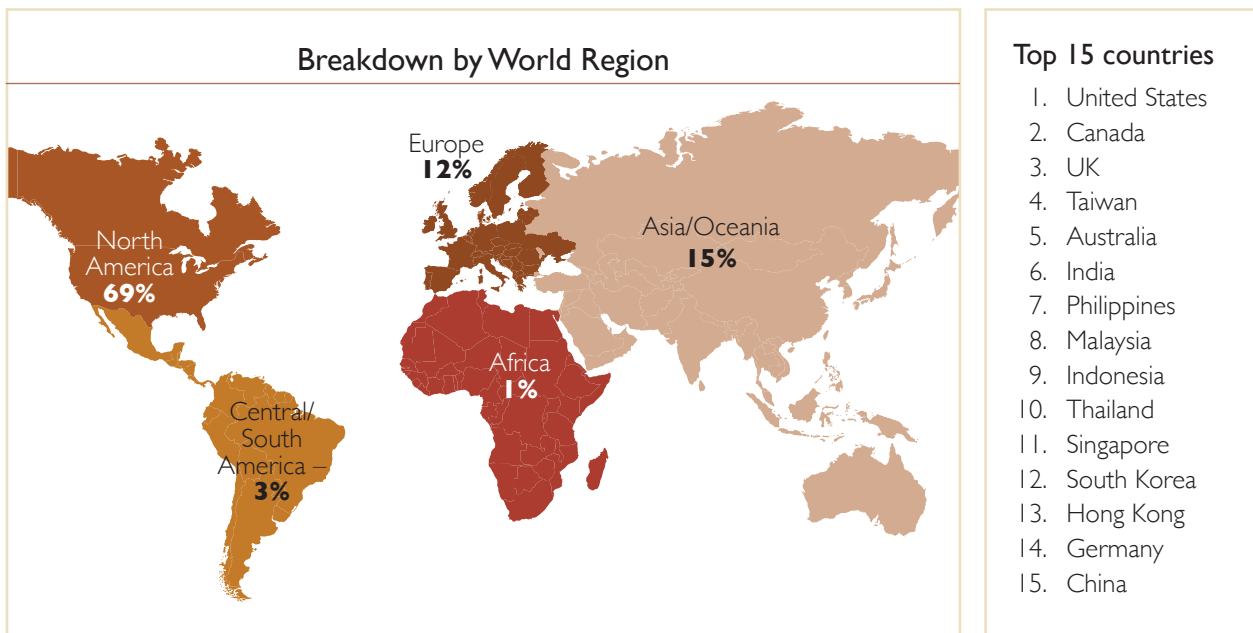 Breakdown by World Region
Europe
12%
North
America
69%
Asia/Oceania
15%
Africa
1%
Central/
South
America –
3%
Top 15 countries
1. United States
2. Canada
3. UK
4. Taiwan
5. Australia
6. India
7. Philippines
8. Malaysia
9. Indonesia
10. Thailand
11. Singapore
12. South Korea
13. Hong Kong
14. Germany
15. China